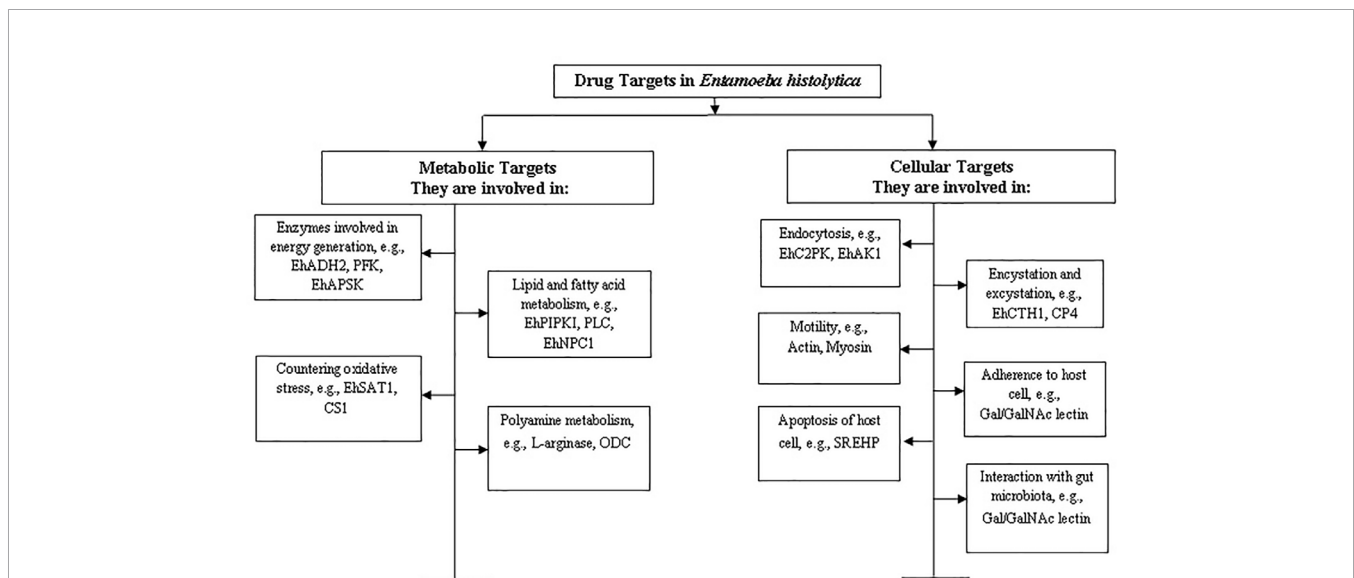 Drug Targets in Entamoeba histolytica
Metabolic Targets
They are involved in:
Enzymes involved in
energy generation, e.g.,
EhADH2, PFK,
EhAPSK
Lipid and fatty acid
metabolism, e.g.,
EhPIPKI, PLC,
EhNPC1
Countering oxidative
stress, e.g., EhSAT1,
CS1
Polyamine metabolism,
e.g., L-arginase, ODC
Cellular Targets
They are involved in:
Endocytosis, e.g.,
EhC2PK, EhAK1
Encystation and
excystation, e.g.,
EhCTH1, CP4
Motility, e.g.,
Actin, Myosin
Adherence to host
cell, e.g.,
Gal/GalNAc lectin
Apoptosis of host
cell, e.g., SREHP
Interaction with gut
microbiota, e.g.,
Gal/GalNAc lectin